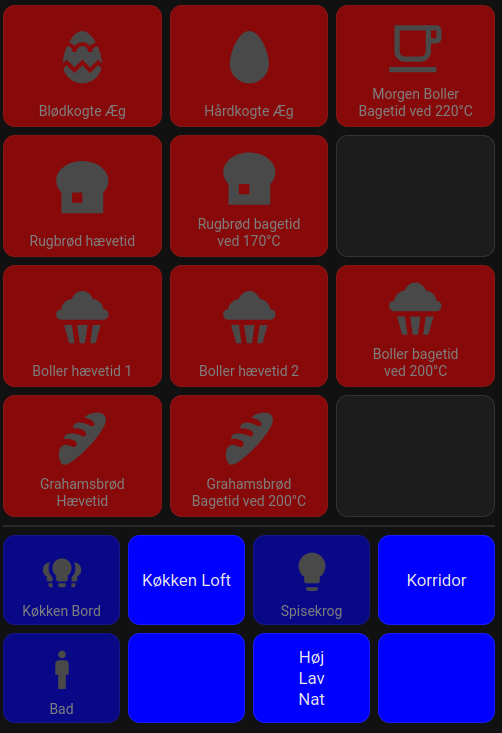 Blødkogte Æg
Hårdkogte Æg
Morgen Boller
Bagetid ved 220°C
Rugbrød hævetid
Rugbrød bagetid
ved 170°C
Boller hævetid 1
Boller hævetid 2
Boller bagetid
ved 200°C
Grahamsbrød
Hævetid
Grahamsbrød
Bagetid ved 200°C
Køkken Bord
Køkken Loft
Spisekrog
Korridor
Bad
Høj
Lav
Nat